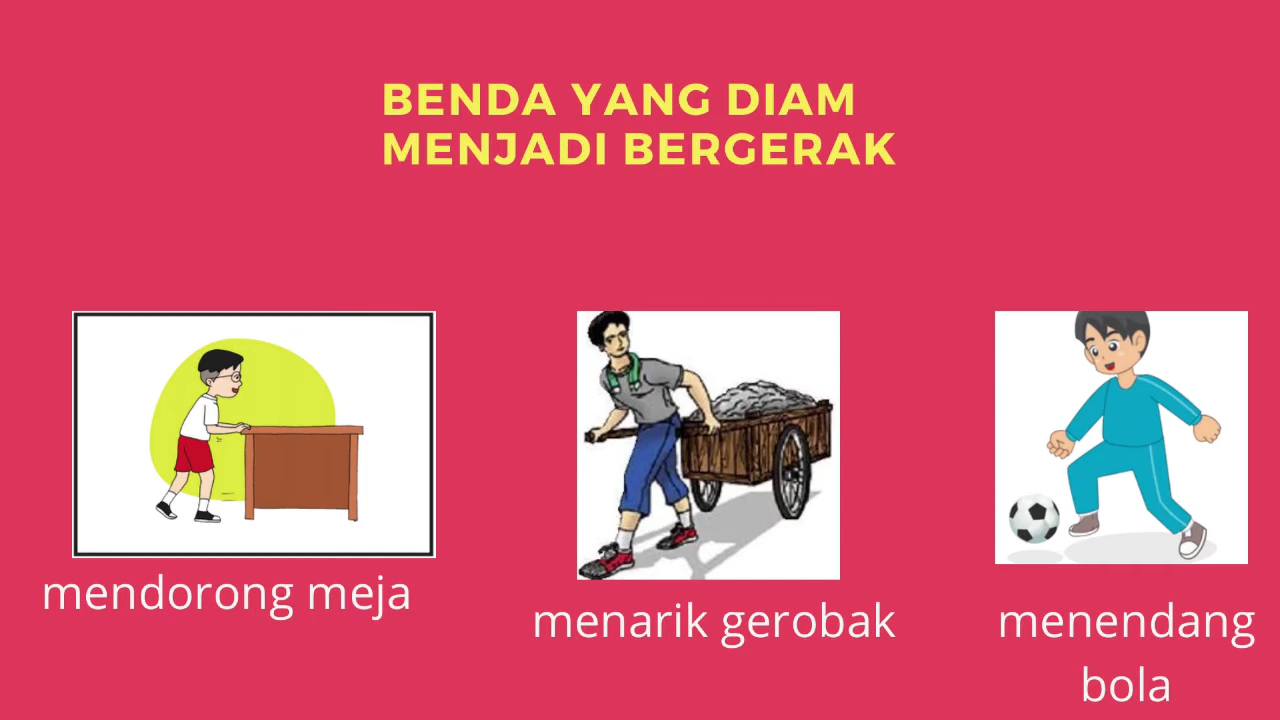 BENDA YANG DIAM
MENJADI BERGERAK
mendorong meja
menarik gerobak
menendang
bola